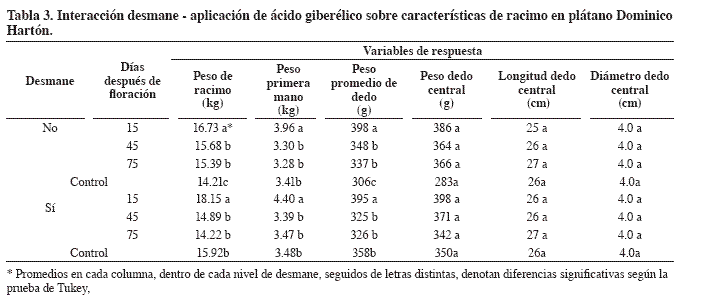 Tabla 3. Interacción desmane - aplicación de ácido giberélico sobre características de racimo en plátano Dominico
Hartón.
Variables de respuesta
Desmane Días después de floración Peso de racimo (kg) Peso primera mano (kg) Peso promedio de dedo (g) Peso dedo central (g) Longitud dedo central (cm) Diámetro dedo central (cm)
No 15 16.73 a* 3.96 a 398 a 386 a 25 a 4.0 a
45 15.68 b 3.30 b 348 b 364 a 26 a 4.0 a
75 15.39 b 3.28 b 337 b 366 a 27 a 4.0 a
Control 14.21c 3.41b 306c 283a 26a 4.0a
Sí 15 18.15 a 4.40 a 395 a 398 a 26 a 4.0 a
45 14.89 b 3.39 b 325 b 371 a 26 a 4.0 a
75 14.22 b 3.47 b 326 b 342 a 27 a 4.0 a
Control 15.92b 3.48b 358b 350a 26a 4.0a
* Promedios en cada columna, dentro de cada nivel de desmane, seguidos de letras distintas, denotan diferencias significativas según la
prueba de Tukey,